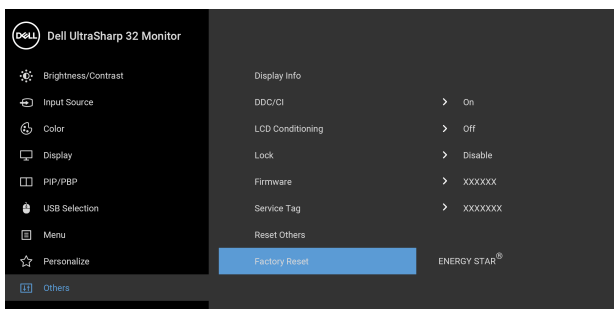 DELL Dell UltraSharp 32 Monitor
Brightness/Contrast
Display Info
Input Source
DDC/CI > On
Color
LCD Conditioning > Off
Display
Lock > Disable
PIP/PBP
Firmware > XXXXXX
USB Selection
Service Tag > XXXXXXX
Menu
Reset Others
Personalize
Factory Reset ENERGY STAR®
Others